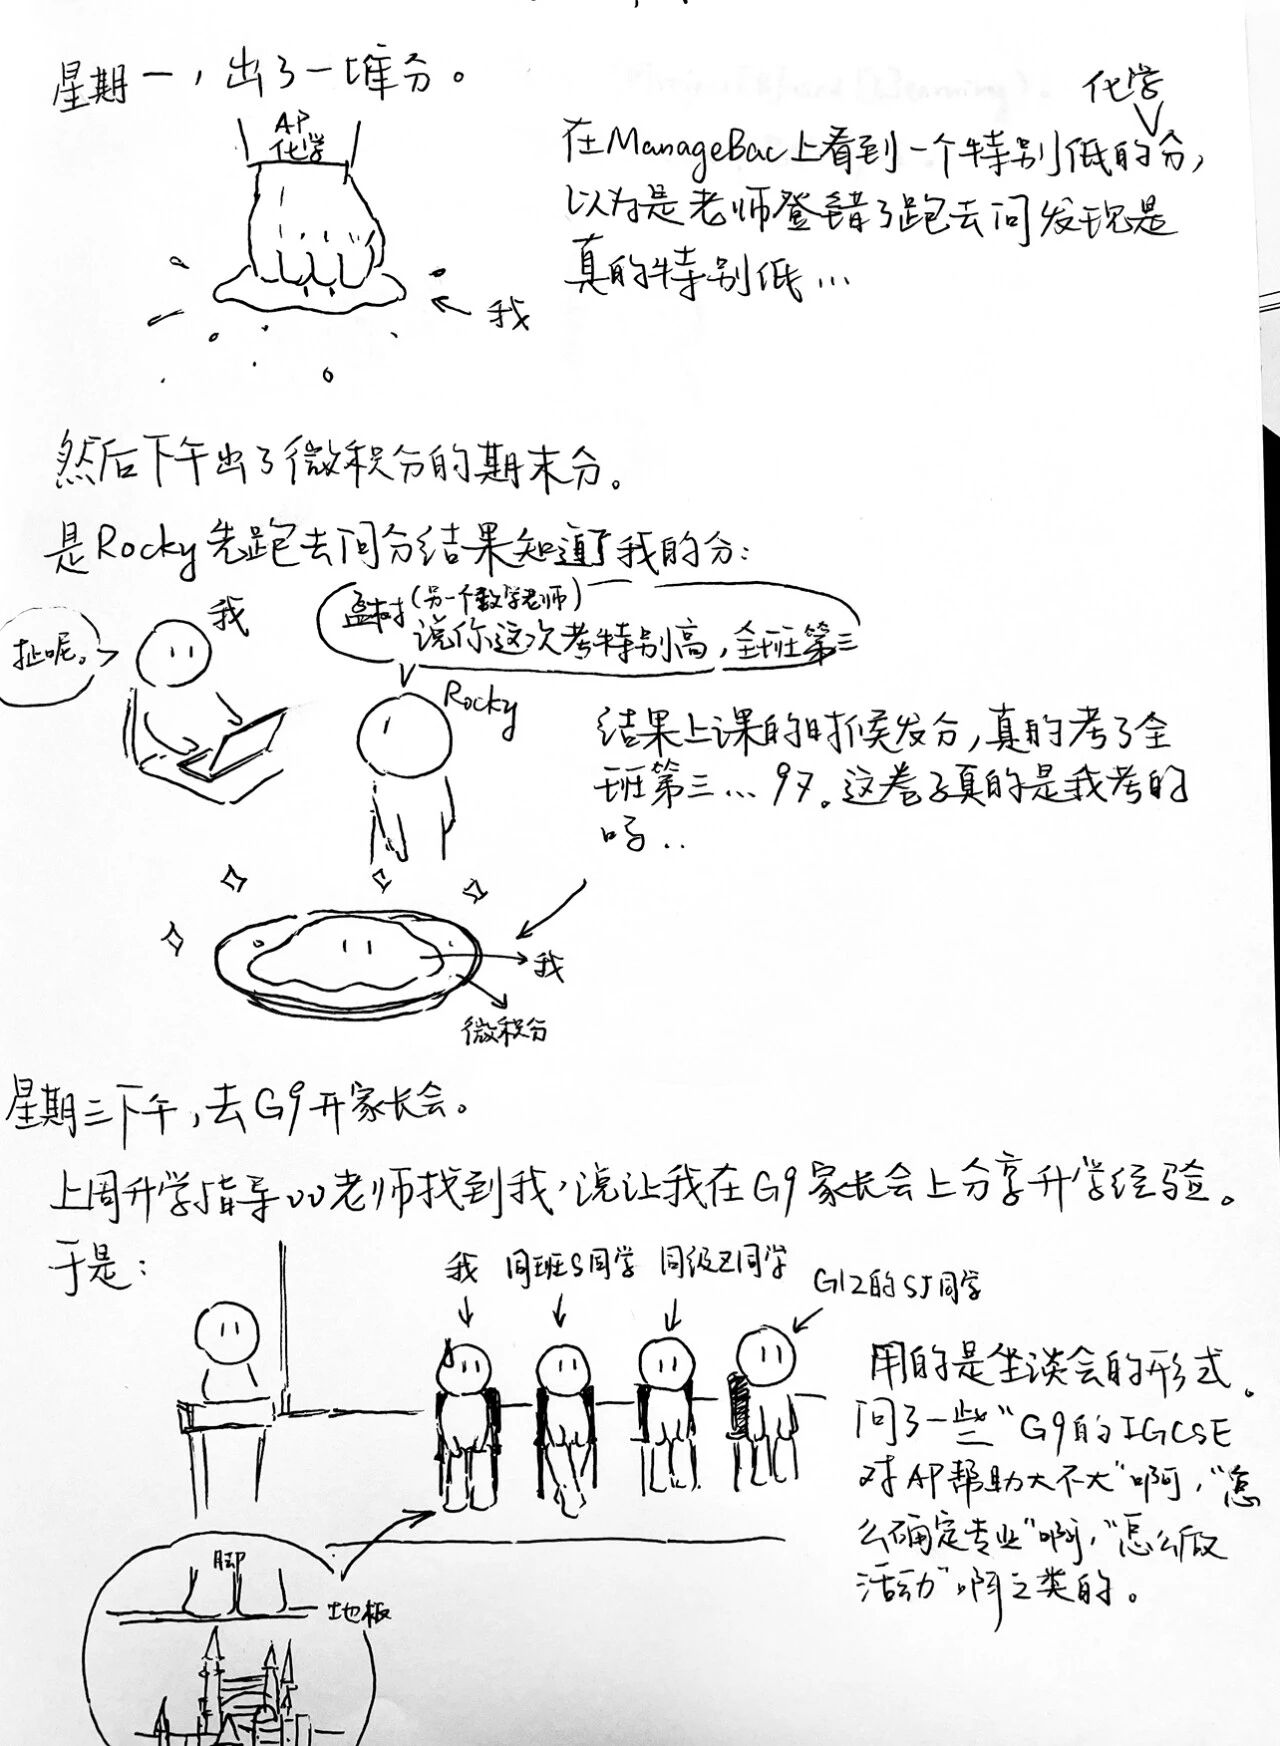 星期一，出了一堆分。
AP
化学
我
化学
在ManageBac上看到一个特别低的分，
以为是老师登错了跑去问发现是
真的特别低…
然后下午出了微积分的期末分。
是Rocky先跑去问分结果知道了我的分：
扯呢。
我
(另一个数学老师)
说你这次考特别高，全班第三
Rocky
结果上课的时候发分，真的考了全
班第三…97。这卷子真的是我考的
吗..
我
微积分
星期三下午，去G9开家长会。
上周升学指导VV老师找到我，说让我在G9家长会上分享升学经验。
于是：
我 同班S同学 同级Z同学
G12的SJ同学
用的是坐谈会的形式。
问了一些“G9的IGCSE
对AP帮助大不大”啊，“怎
么确定专业”啊，“怎么做
活动”啊之类的。
脚
地板